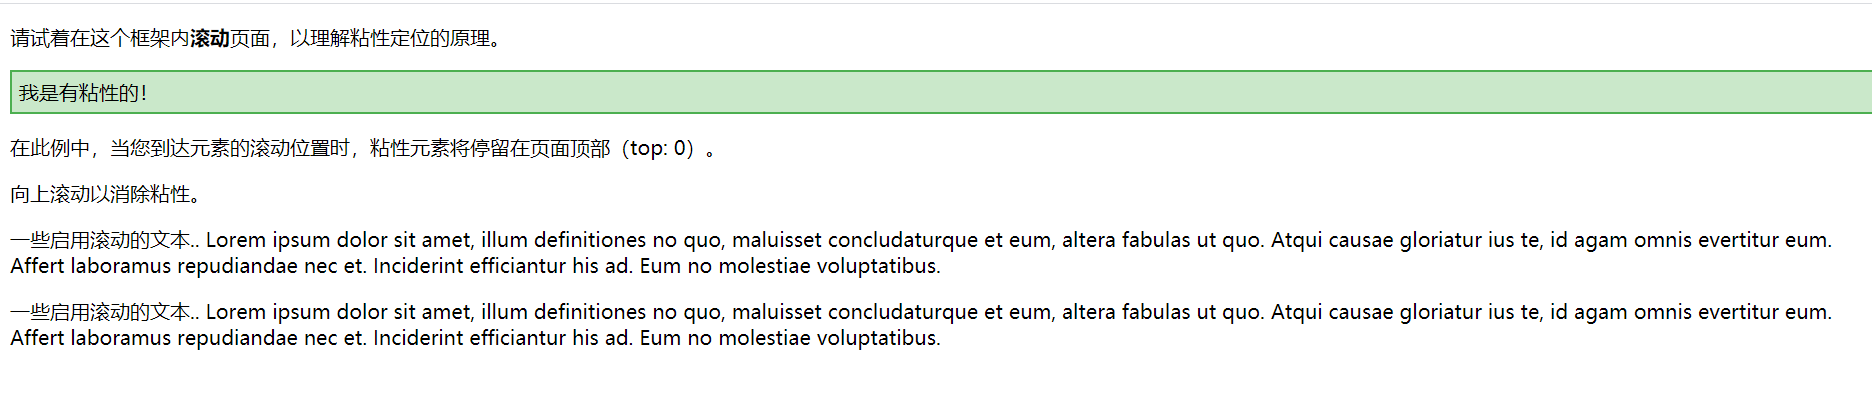 请试着在这个框架内滚动页面，以理解粘性定位的原理。
我是有粘性的！
在此例中，当您到达元素的滚动位置时，粘性元素将停留在页面顶部（top: 0）。
向上滚动以消除粘性。
一些启用滚动的文本.. Lorem ipsum dolor sit amet, illum definitiones no quo, maluisset concludaturque et eum, altera fabulas ut quo. Atqui causae gloriatur ius te, id agam omnis evertitur eum.
Affert laboramus repudiandae nec et. Inciderint efficiantur his ad. Eum no molestiae voluptatibus.
一些启用滚动的文本.. Lorem ipsum dolor sit amet, illum definitiones no quo, maluisset concludaturque et eum, altera fabulas ut quo. Atqui causae gloriatur ius te, id agam omnis evertitur eum.
Affert laboramus repudiandae nec et. Inciderint efficiantur his ad. Eum no molestiae voluptatibus.